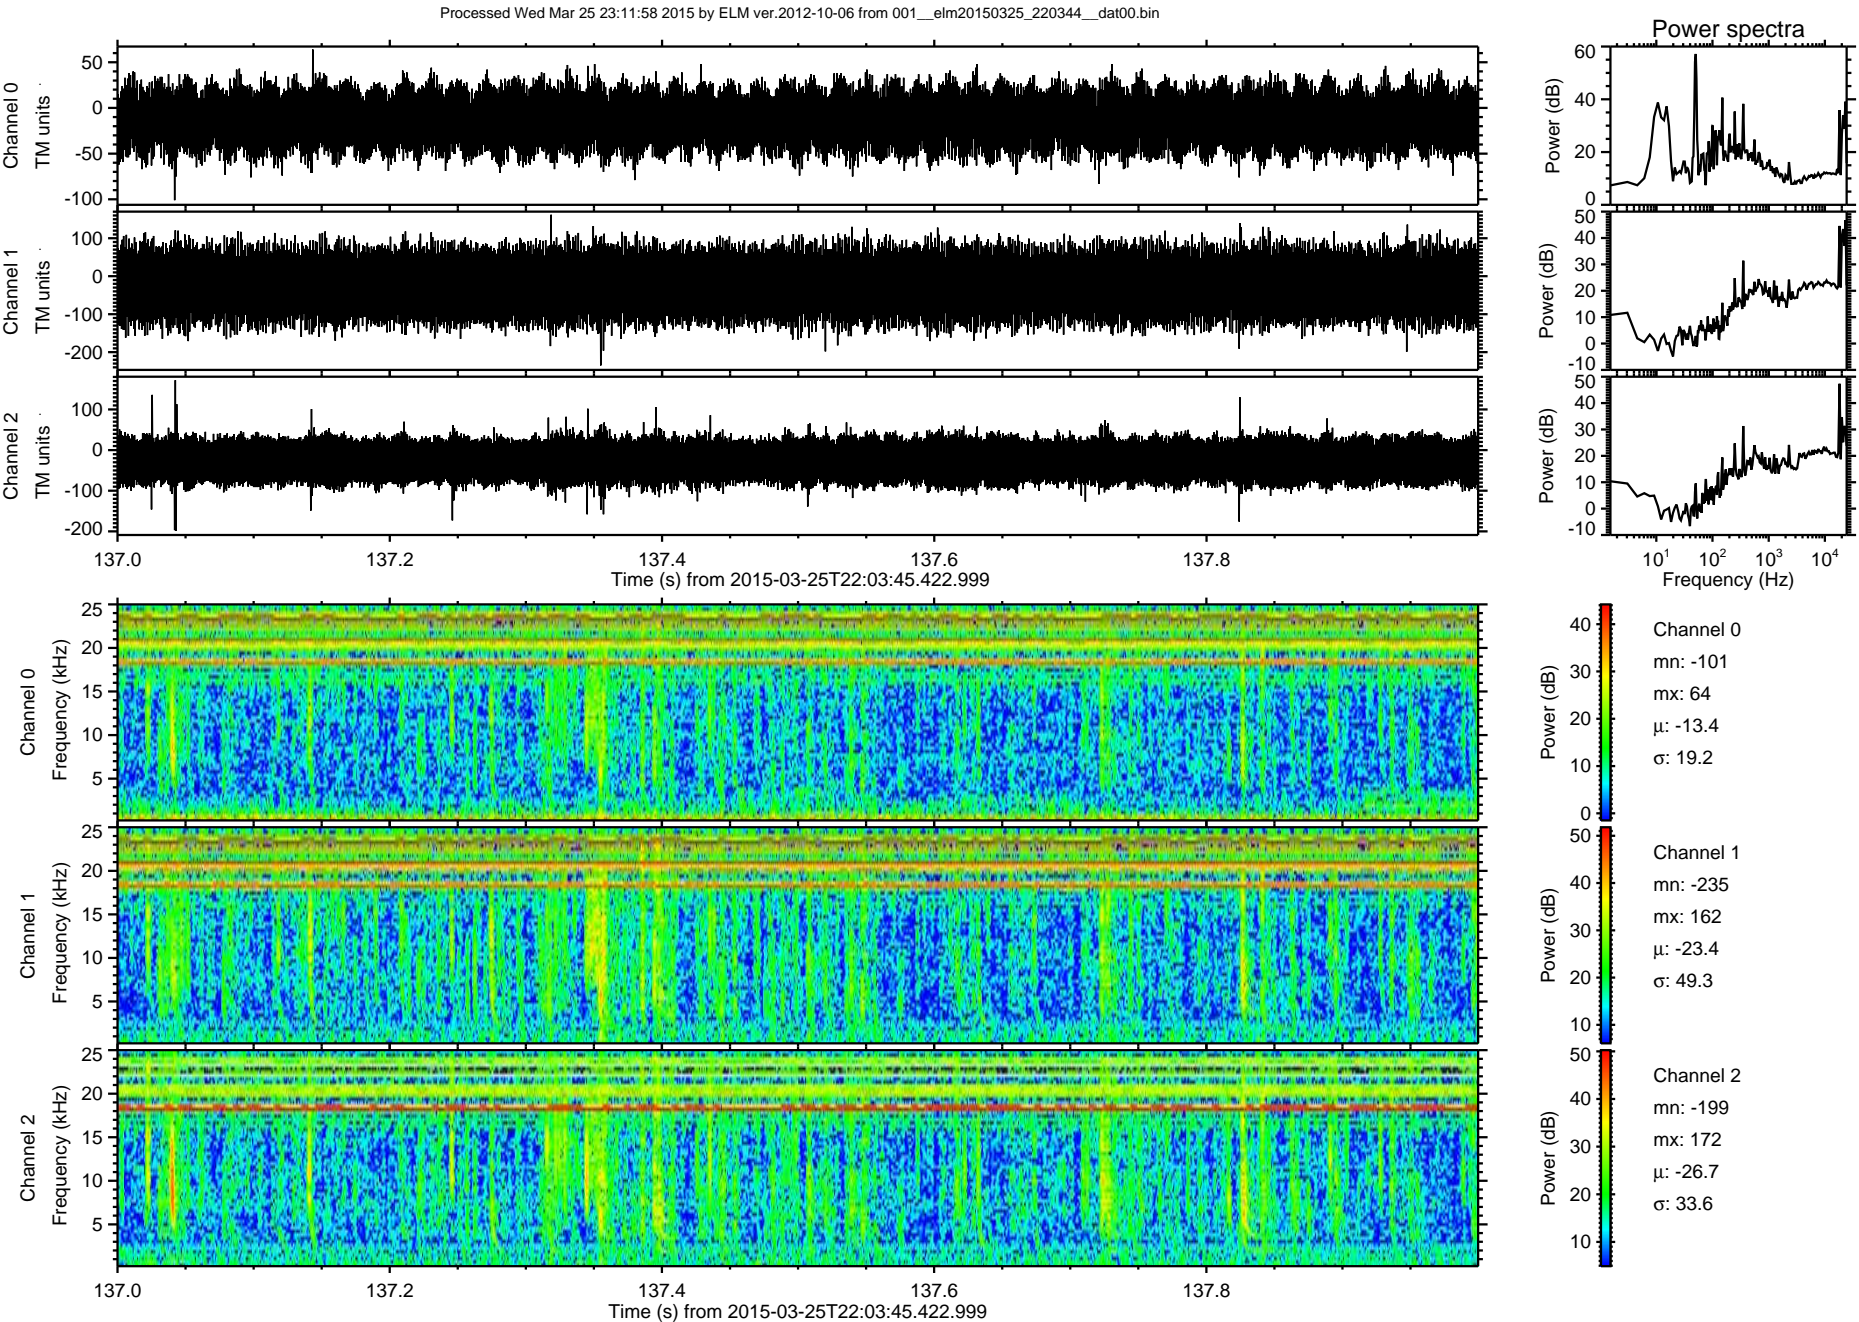 Processed Wed Mar 25 23:11:58 2015 by ELM ver.2012-10-06 from 001__elm20150325_220344__dat00.bin
Power spectra
Channel 0
TM units
50
0
-50
-100
Power (dB)
60
40
20
0
Channel 1
TM units
100
0
-100
-200
Power (dB)
50
40
30
20
10
0
-10
Channel 2
TM units
100
0
-100
-200
Power (dB)
50
40
30
20
10
0
-10
137.0 137.2 137.4 137.6 137.8
Time (s) from 2015-03-25T22:03:45.422.999
10¹ 10² 10³ 10⁴
Frequency (Hz)
Channel 0
Frequency (kHz)
25
20
15
10
5
Power (dB)
40
30
20
10
0
Channel 0
mn: -101
mx: 64
μ: -13.4
σ: 19.2
Channel 1
Frequency (kHz)
25
20
15
10
5
Power (dB)
50
40
30
20
10
Channel 1
mn: -235
mx: 162
μ: -23.4
σ: 49.3
Channel 2
Frequency (kHz)
25
20
15
10
5
Power (dB)
50
40
30
20
10
Channel 2
mn: -199
mx: 172
μ: -26.7
σ: 33.6
137.0 137.2 137.4 137.6 137.8
Time (s) from 2015-03-25T22:03:45.422.999